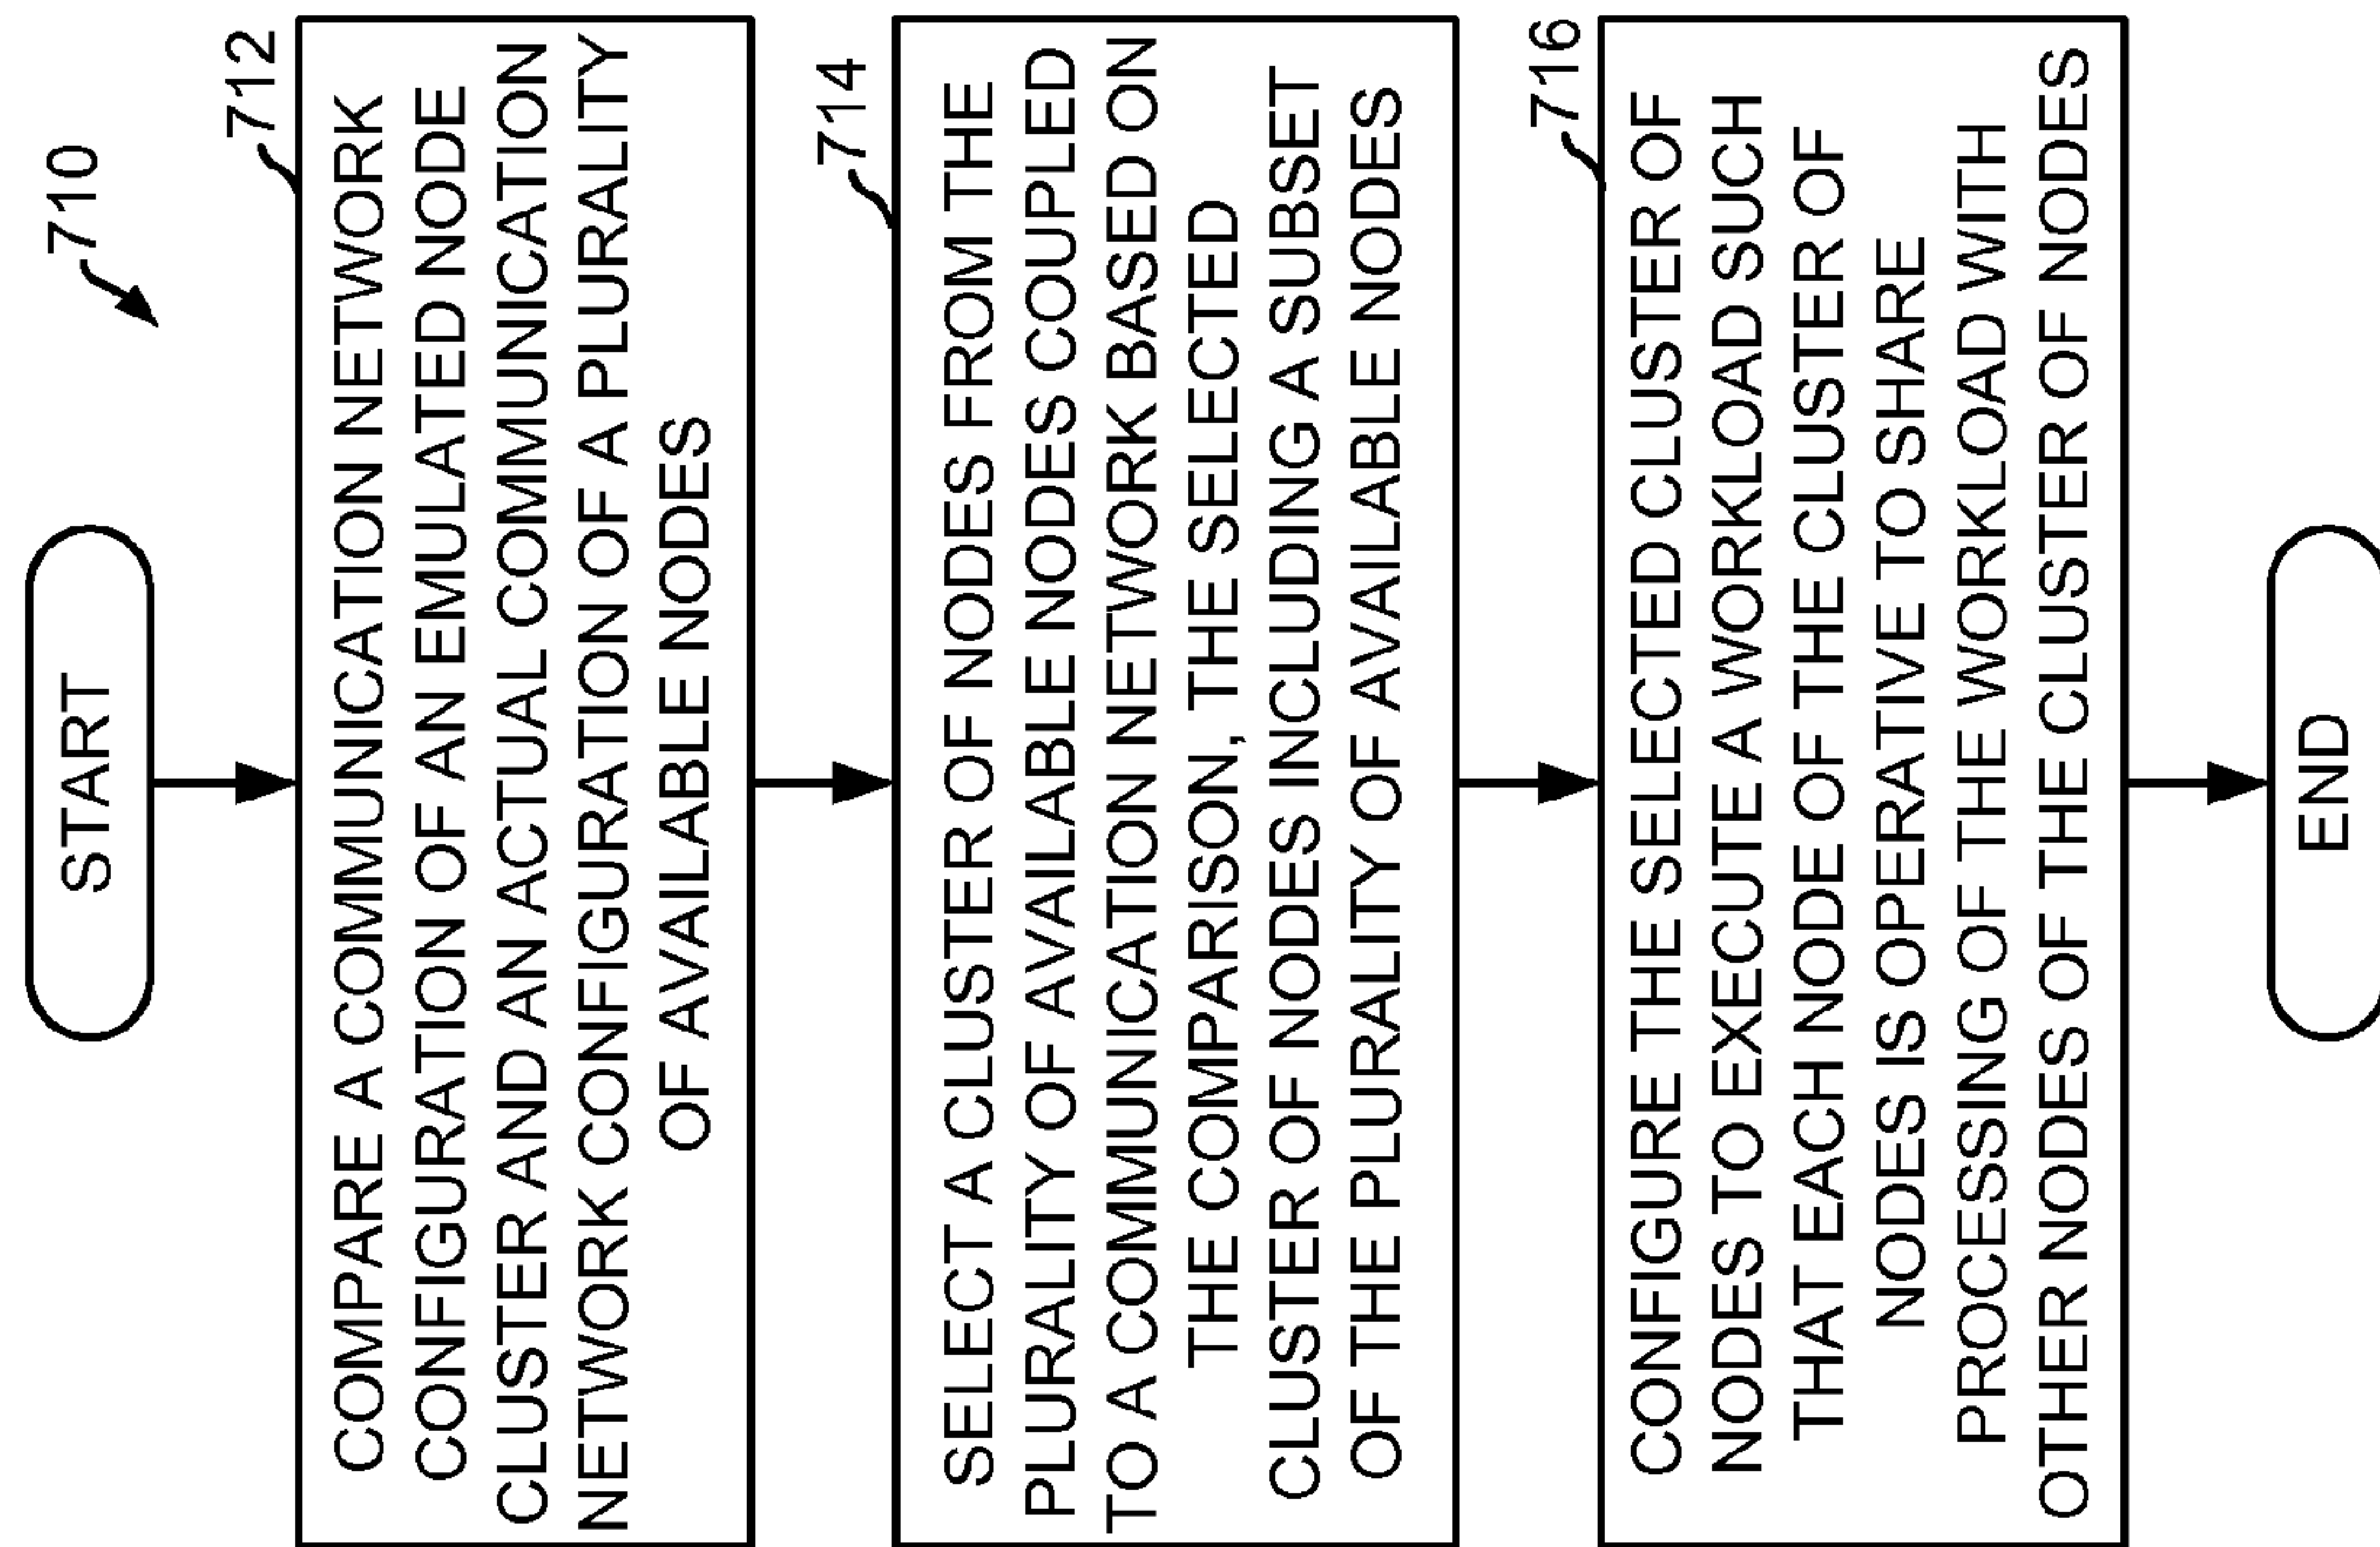 710
START
712
COMPARE A COMMUNICATION NETWORK
CONFIGURATION OF AN EMULATED NODE
CLUSTER AND AN ACTUAL COMMUNICATION
NETWORK CONFIGURATION OF A PLURALITY
OF AVAILABLE NODES
714
SELECT A CLUSTER OF NODES FROM THE
PLURALITY OF AVAILABLE NODES COUPLED
TO A COMMUNICATION NETWORK BASED ON
THE COMPARISON, THE SELECTED
CLUSTER OF NODES INCLUDING A SUBSET
OF THE PLURALITY OF AVAILABLE NODES
716
CONFIGURE THE SELECTED CLUSTER OF
NODES TO EXECUTE A WORKLOAD SUCH
THAT EACH NODE OF THE CLUSTER OF
NODES IS OPERATIVE TO SHARE
PROCESSING OF THE WORKLOAD WITH
OTHER NODES OF THE CLUSTER OF NODES
END